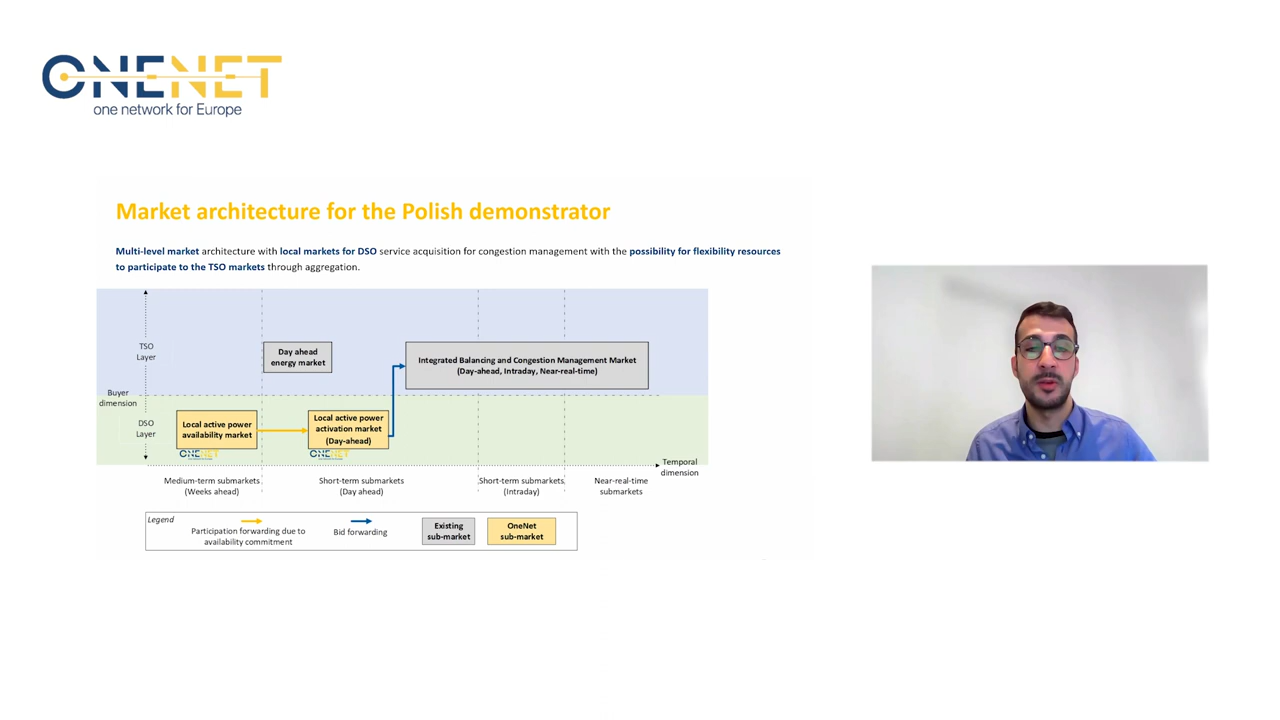 ONENET
one network for Europe
Market architecture for the Polish demonstrator
Multi-level market architecture with local markets for DSO service acquisition for congestion management with the possibility for flexibility resources
to participate to the TSO markets through aggregation.
TSO
Layer
Day ahead
energy market
Integrated Balancing and Congestion Management Market
(Day-ahead, Intraday, Near-real-time)
Buyer
dimension
DSO
Layer
Local active power
availability market
ONENET
Local active power
activation market
(Day-ahead)
ONENET
Temporal
dimension
Medium-term submarkets
(Weeks ahead)
Short-term submarkets
(Day ahead)
Short-term submarkets
(Intraday)
Near-real-time
submarkets
Legend
Participation forwarding due to
availability commitment
Bid forwarding
Existing
sub-market
OneNet
sub-market